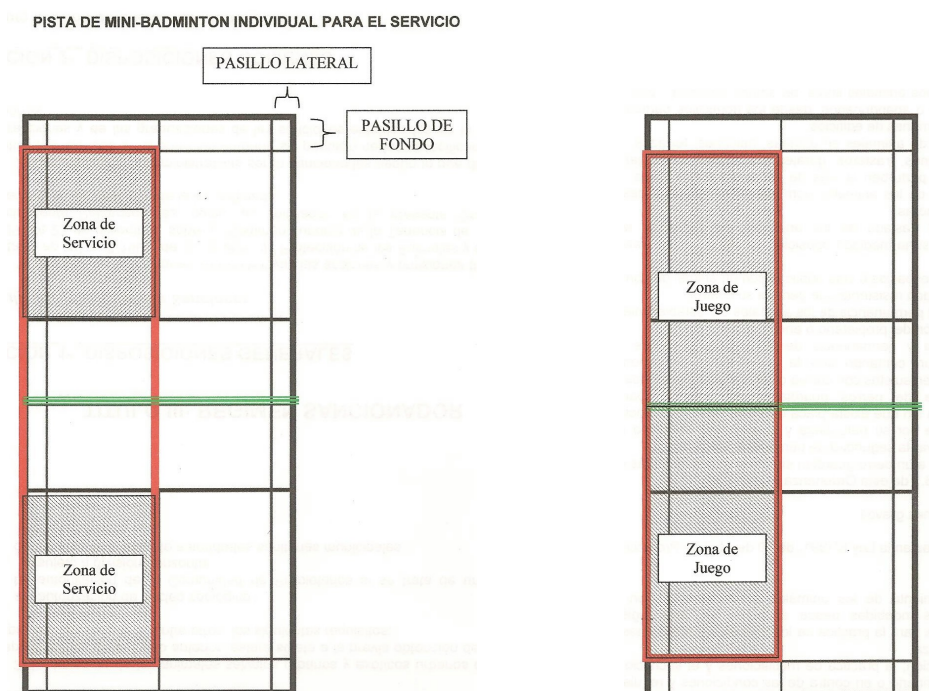 PISTA DE MINI-BADMINTON INDIVIDUAL PARA EL SERVICIO
PASILLO LATERAL
PASILLO DE
FONDO
Zona de
Servicio
Zona de
Servicio
Zona de
Juego
Zona de
Juego